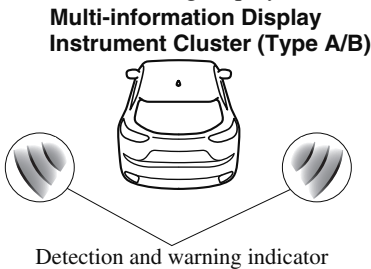 Multi-information Display
Instrument Cluster (Type A/B)
Detection and warning indicator